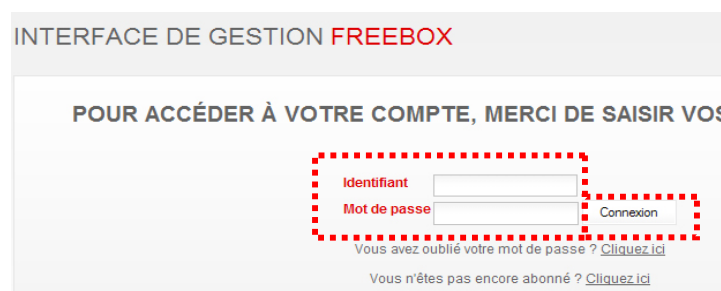 INTERFACE DE GESTION FREEBOX
POUR ACCÉDER À VOTRE COMPTE, MERCI DE SAISIR VOS
Identifiant
Mot de passe Connexion
Vous avez oublié votre mot de passe ? Cliquez ici
Vous n'êtes pas encore abonné ? Cliquez ici